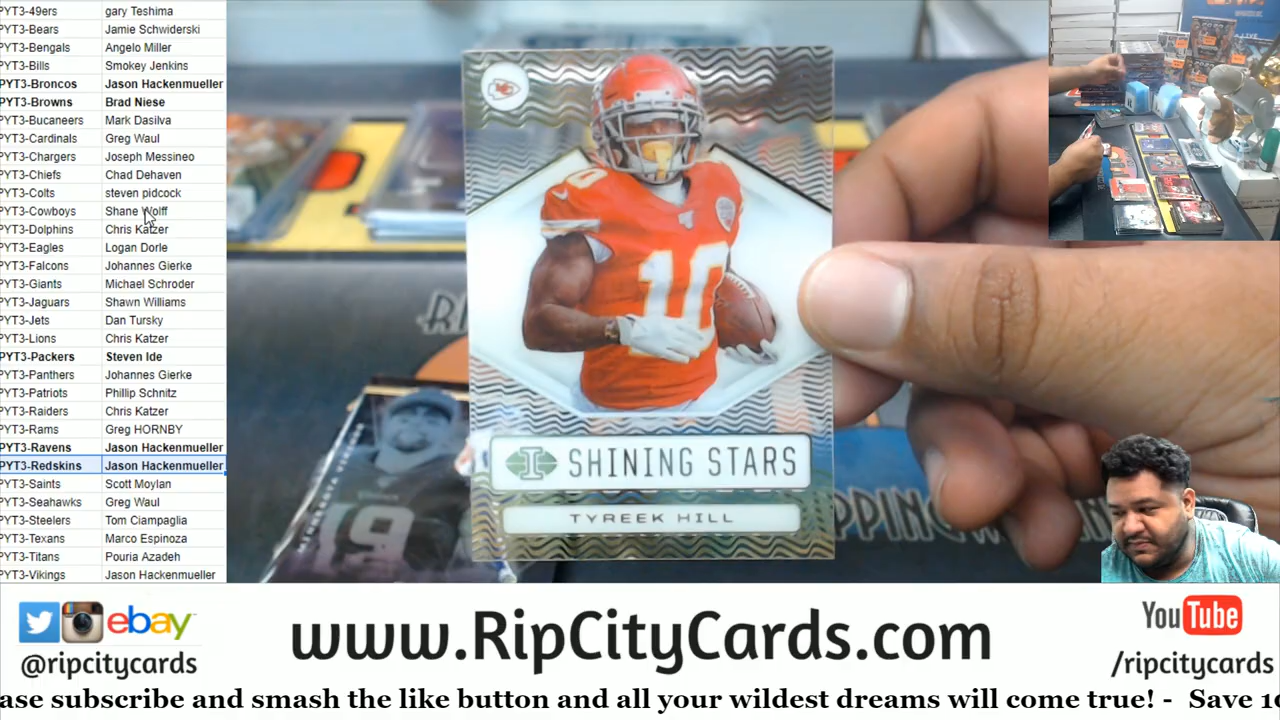 PYT3-49ers gary Teshima
PYT3-Bears Jamie Schwiderski
PYT3-Bengals Angelo Miller
PYT3-Bills Smokey Jenkins
PYT3-Broncos Jason Hackenmueller
PYT3-Browns Brad Niese
PYT3-Bucaneers Mark Dasilva
PYT3-Cardinals Greg Waul
PYT3-Chargers Joseph Messineo
PYT3-Chiefs Chad Dehaven
PYT3-Colts steven pidcock
PYT3-Cowboys Shane Wolff
PYT3-Dolphins Chris Katzer
PYT3-Eagles Logan Dorle
PYT3-Falcons Johannes Gierke
PYT3-Giants Michael Schroder
PYT3-Jaguars Shawn Williams
PYT3-Jets Dan Tursky
PYT3-Lions Chris Katzer
PYT3-Packers Steven Ide
PYT3-Panthers Johannes Gierke
PYT3-Patriots Phillip Schnitz
PYT3-Raiders Chris Katzer
PYT3-Rams Greg HORNBY
PYT3-Ravens Jason Hackenmueller
PYT3-Redskins Jason Hackenmueller
PYT3-Saints Scott Moylan
PYT3-Seahawks Greg Waul
PYT3-Steelers Tom Ciampaglia
PYT3-Texans Marco Espinoza
PYT3-Titans Pouria Azadeh
PYT3-Vikings Jason Hackenmueller
10
10
SHINING STARS
TYREEK HILL
19
ebay
@ripcitycards
www.RipCityCards.com
YouTube
/ripcitycards
ase subscribe and smash the like button and all your wildest dreams will come true! - Save